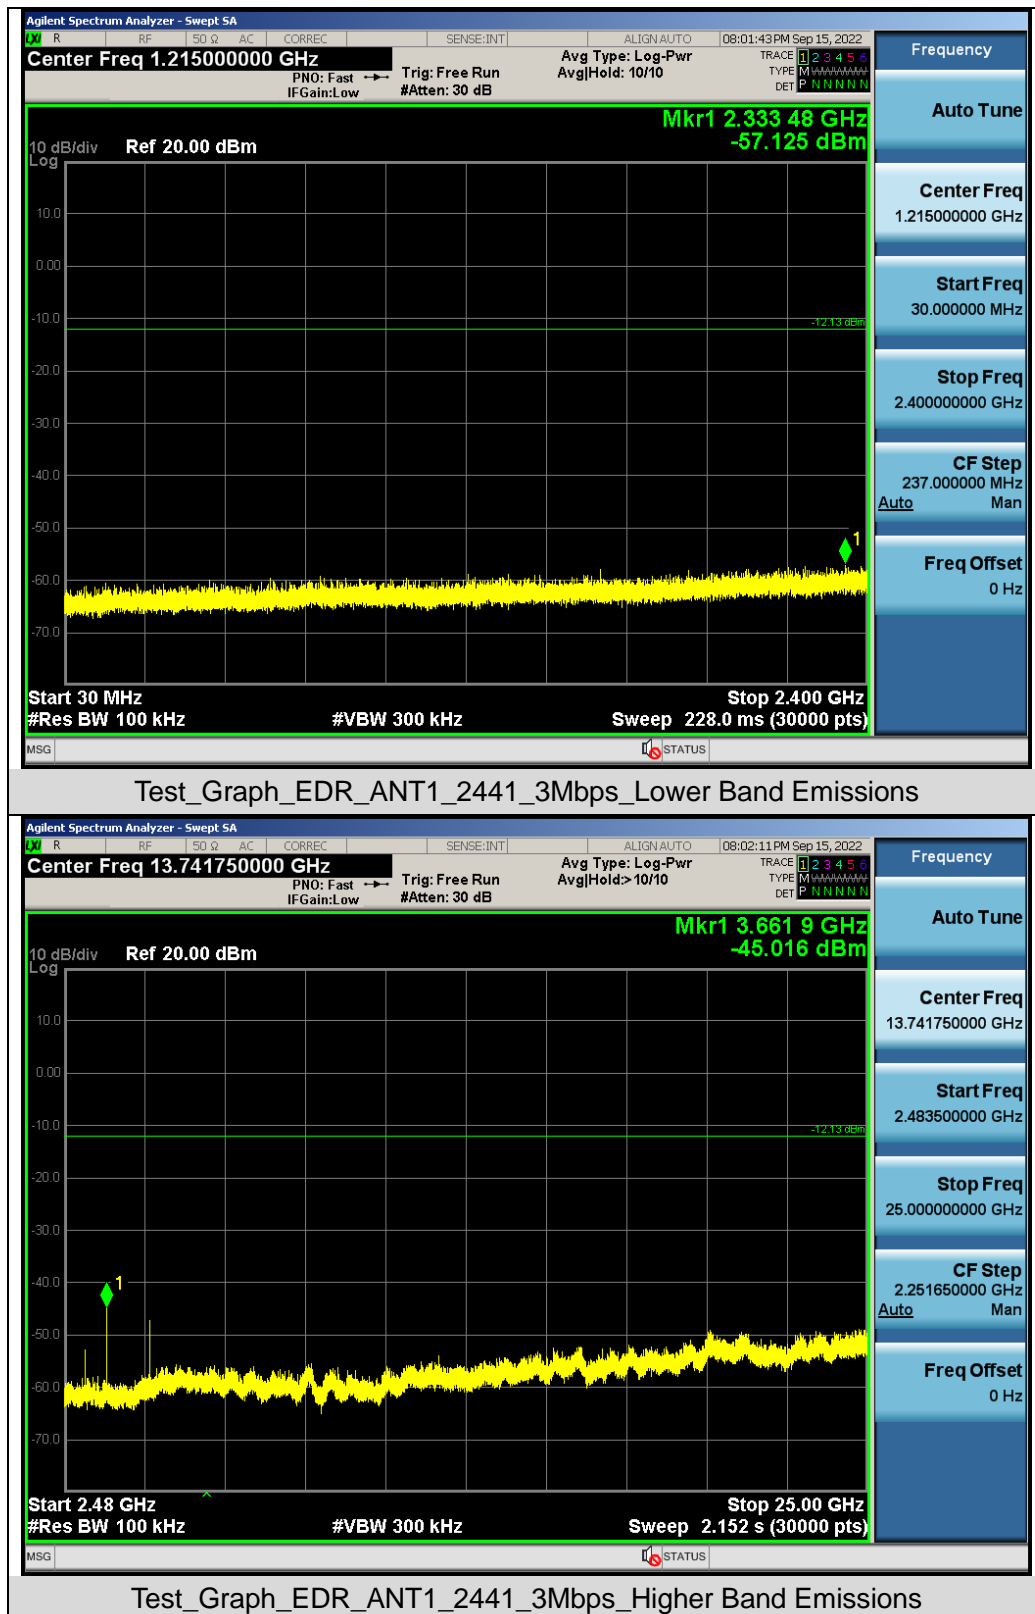 Agilent Spectrum Analyzer - Swept SA
LXI R RF 50 Ω AC CORREC SENSE:INT ALIGN AUTO 08:01:43 PM Sep 15, 2022
Center Freq 1.215000000 GHz
PNO: Fast
IFGain:Low
Trig: Free Run
#Atten: 30 dB
Avg Type: Log-Pwr
Avg|Hold: 10/10
TRACE 1 2 3 4 5 6
TYPE M
DET P N N N N N
Mkr1 2.333 48 GHz
-57.125 dBm
10 dB/div Ref 20.00 dBm
Log
10.0
0.00
-10.0
-12.13 dBm
-20.0
-30.0
-40.0
-50.0
1
-60.0
-70.0
Start 30 MHz Stop 2.400 GHz
#Res BW 100 kHz #VBW 300 kHz Sweep 228.0 ms (30000 pts)
MSG STATUS
Frequency
Auto Tune
Center Freq
1.215000000 GHz
Start Freq
30.000000 MHz
Stop Freq
2.400000000 GHz
CF Step
237.000000 MHz
Auto Man
Freq Offset
0 Hz
Test_Graph_EDR_ANT1_2441_3Mbps_Lower Band Emissions
Agilent Spectrum Analyzer - Swept SA
LXI R RF 50 Ω AC CORREC SENSE:INT ALIGN AUTO 08:02:11 PM Sep 15, 2022
Center Freq 13.741750000 GHz
PNO: Fast
IFGain:Low
Trig: Free Run
#Atten: 30 dB
Avg Type: Log-Pwr
Avg|Hold:>10/10
TRACE 1 2 3 4 5 6
TYPE M
DET P N N N N N
Mkr1 3.661 9 GHz
-45.016 dBm
10 dB/div Ref 20.00 dBm
Log
10.0
0.00
-10.0
-12.13 dBm
-20.0
-30.0
-40.0
1
-50.0
-60.0
-70.0
Start 2.48 GHz Stop 25.00 GHz
#Res BW 100 kHz #VBW 300 kHz Sweep 2.152 s (30000 pts)
MSG STATUS
Frequency
Auto Tune
Center Freq
13.741750000 GHz
Start Freq
2.483500000 GHz
Stop Freq
25.000000000 GHz
CF Step
2.251650000 GHz
Auto Man
Freq Offset
0 Hz
Test_Graph_EDR_ANT1_2441_3Mbps_Higher Band Emissions